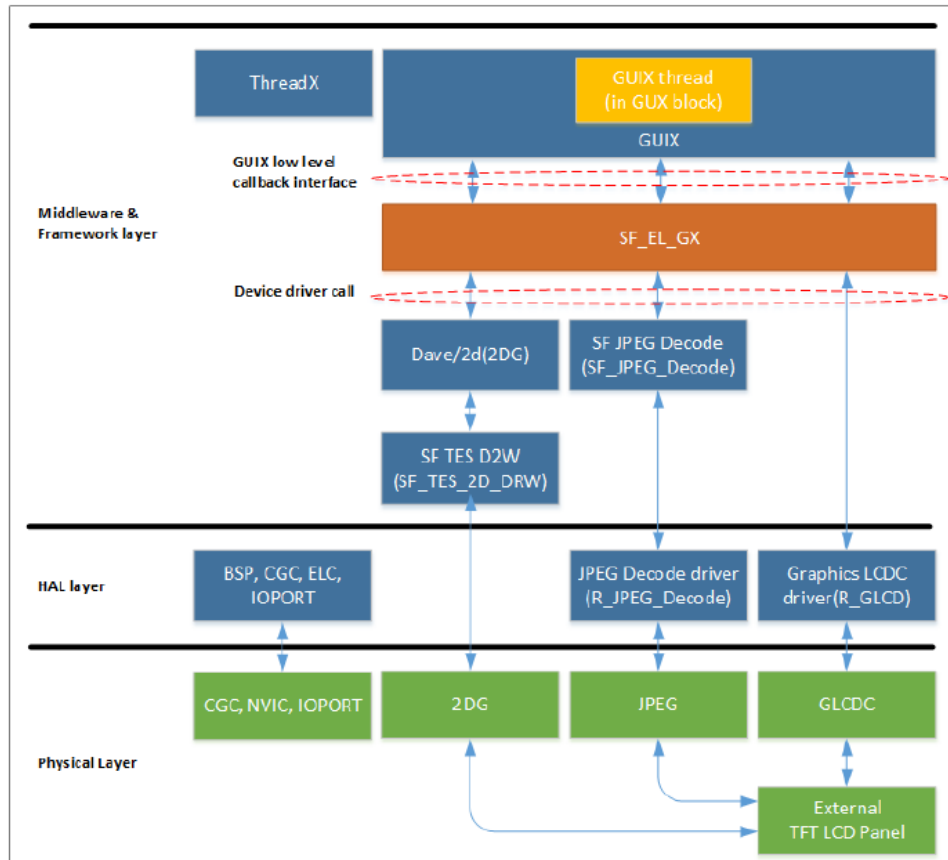 ThreadX
GUIX thread
(in GUX block)
GUIX
GUIX low level
callback interface
Middleware &
Framework layer
SF_EL_GX
Device driver call
Dave/2d(2DG)
SF JPEG Decode
(SF_JPEG_Decode)
SF TES D2W
(SF_TES_2D_DRW)
HAL layer
BSP, CGC, ELC,
IOPORT
JPEG Decode driver
(R_JPEG_Decode)
Graphics LCDC
driver(R_GLCD)
CGC, NVIC, IOPORT
2DG
JPEG
GLCDC
Physical Layer
External
TFT LCD Panel